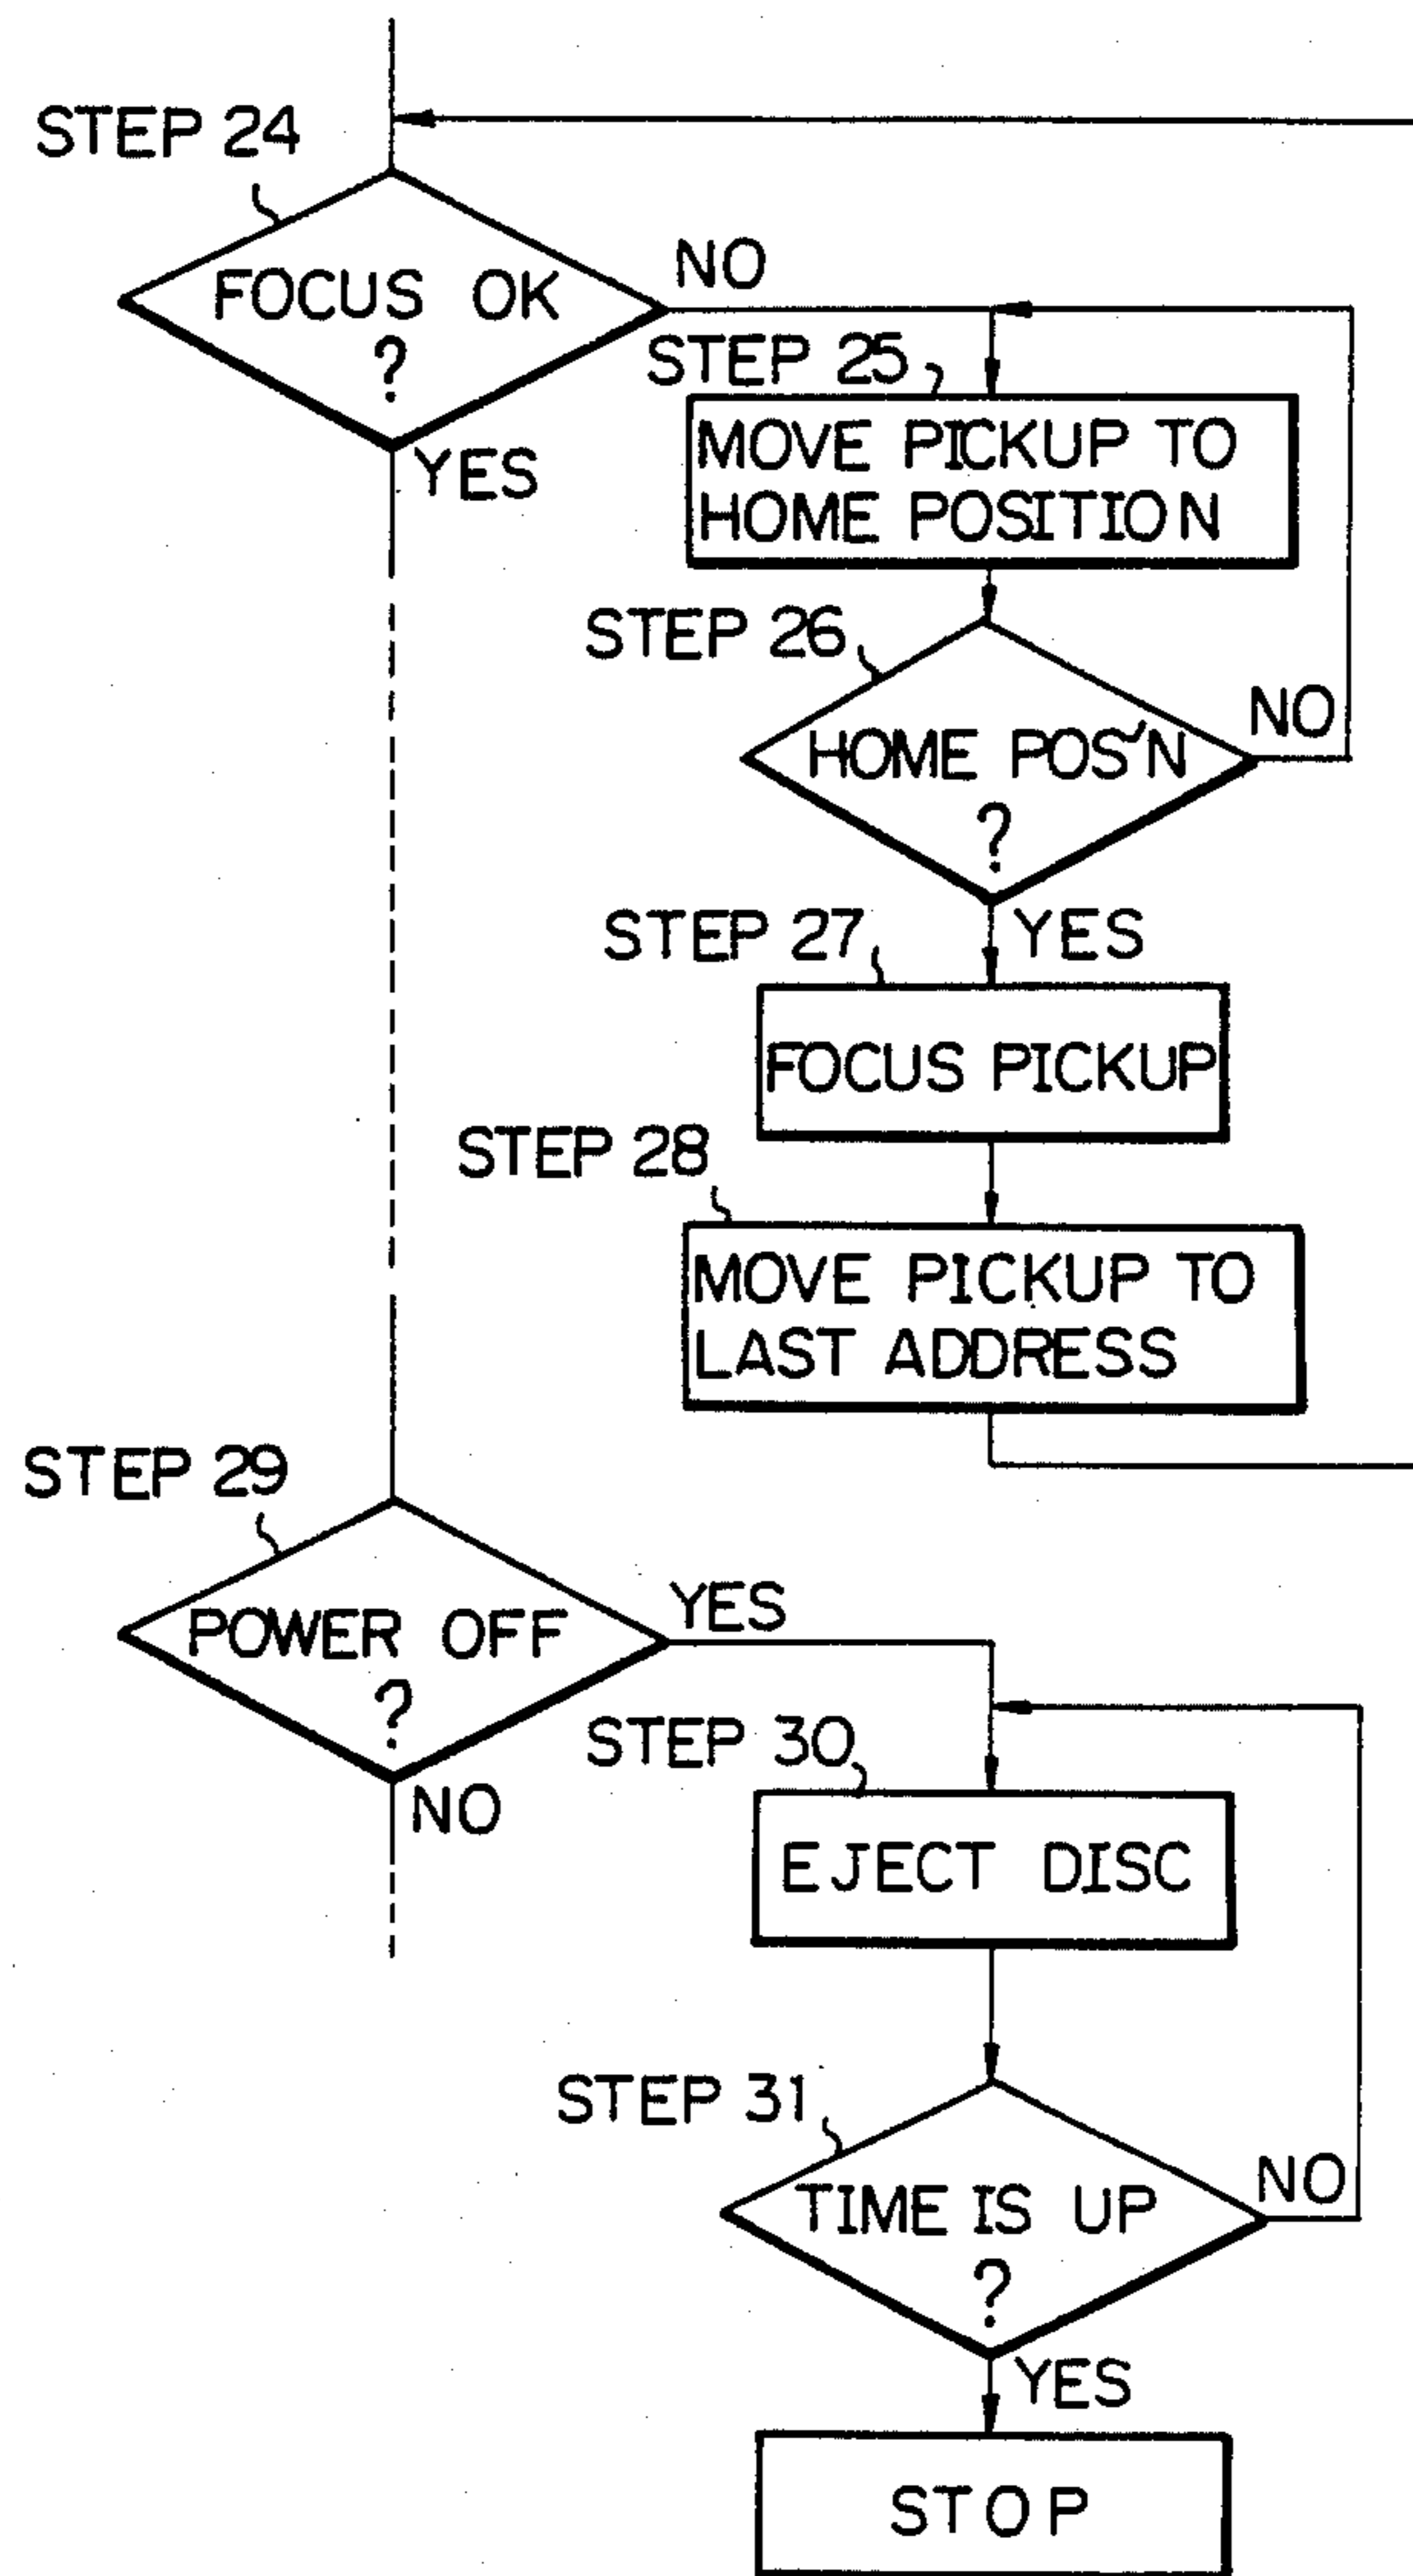 STEP 24
FOCUS OK
?
NO
YES
STEP 25
MOVE PICKUP TO
HOME POSITION
STEP 26
HOME POS'N
?
NO
YES
STEP 27
FOCUS PICKUP
STEP 28
MOVE PICKUP TO
LAST ADDRESS
STEP 29
POWER OFF
?
YES
NO
STEP 30
EJECT DISC
STEP 31
TIME IS UP
?
NO
YES
STOP